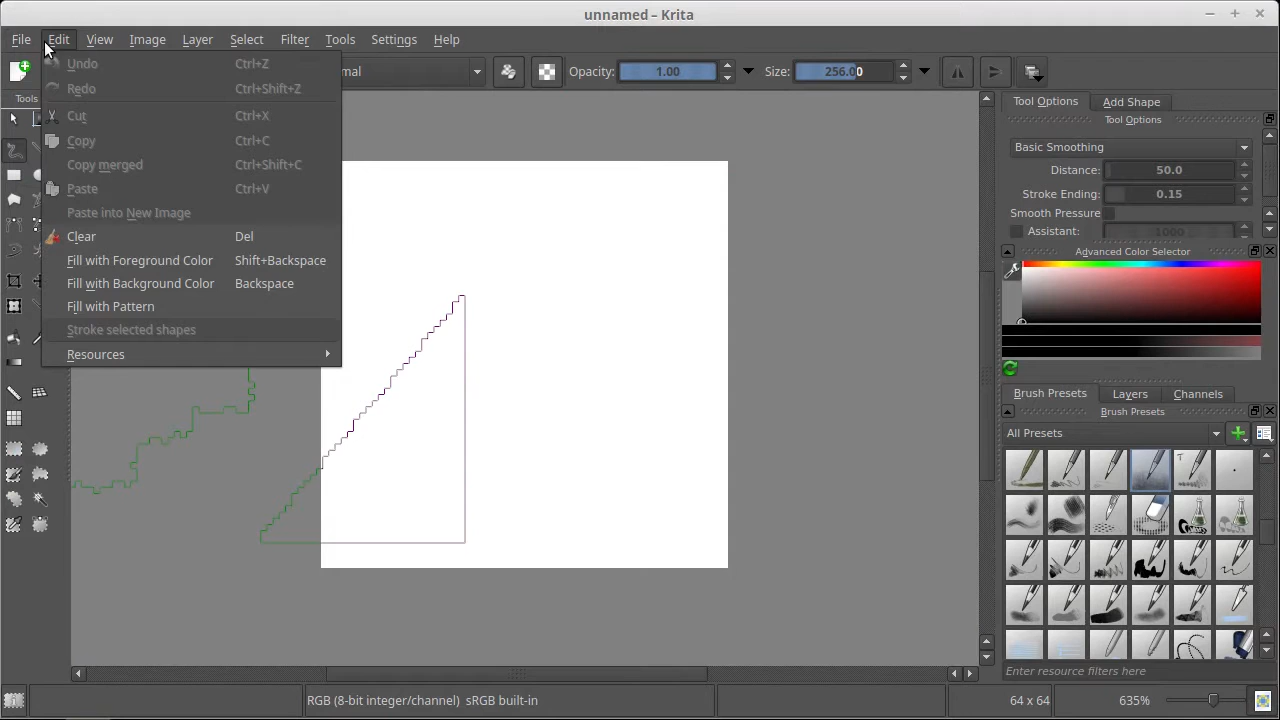 unnamed – Krita
File Edit View Image Layer Select Filter Tools Settings Help
Undo Ctrl+Z
Redo Ctrl+Shift+Z
Cut Ctrl+X
Copy Ctrl+C
Copy merged Ctrl+Shift+C
Paste Ctrl+V
Paste into New Image
Clear Del
Fill with Foreground Color Shift+Backspace
Fill with Background Color Backspace
Fill with Pattern
Stroke selected shapes
Resources
mal
Opacity: 1.00
Size: 256.00
Tools
Tool Options Add Shape
Tool Options
Basic Smoothing
Distance: 50.0
Stroke Ending: 0.15
Smooth Pressure
Assistant: 1000
Advanced Color Selector
Brush Presets Layers Channels
Brush Presets
All Presets
Enter resource filters here
RGB (8-bit integer/channel) sRGB built-in
64 x 64
635%